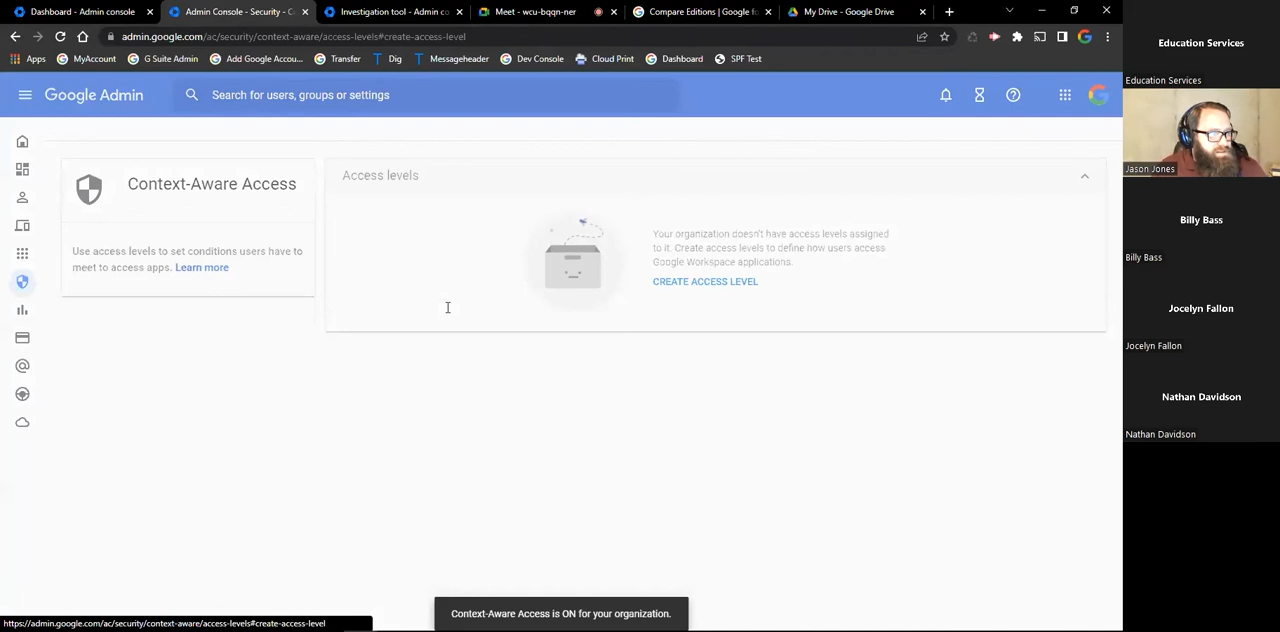 Dashboard - Admin console
Admin Console - Security - C
Investigation tool - Admin co
Meet - wcu-bqqn-ner
Compare Editions | Google fo
My Drive - Google Drive
admin.google.com/ac/security/context-aware/access-levels#create-access-level
Apps
MyAccount
G Suite Admin
Add Google Accou...
Transfer
Dig
Messageheader
Dev Console
Cloud Print
Dashboard
SPF Test
Google Admin
Search for users, groups or settings
Context-Aware Access
Use access levels to set conditions users have to
meet to access apps. Learn more
Access levels
Your organization doesn't have access levels assigned
to it. Create access levels to define how users access
Google Workspace applications.
CREATE ACCESS LEVEL
Context-Aware Access is ON for your organization.
https://admin.google.com/ac/security/context-aware/access-levels#create-access-level
Education Services
Education Services
Jason Jones
Billy Bass
Billy Bass
Jocelyn Fallon
Jocelyn Fallon
Nathan Davidson
Nathan Davidson